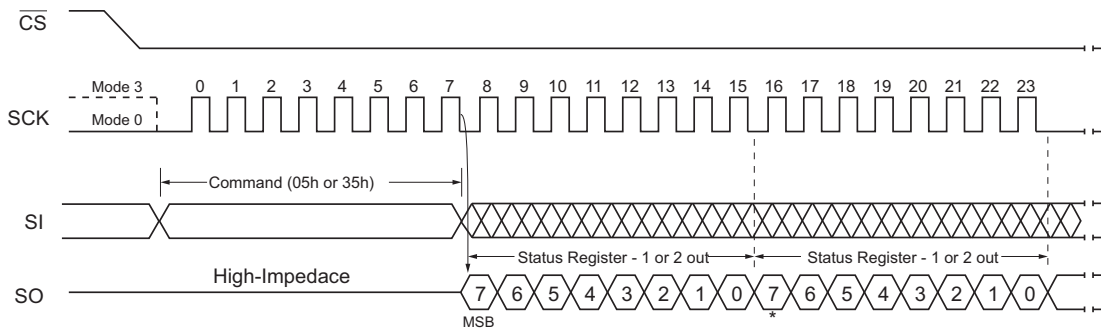 CS
Mode 3
0 1 2 3 4 5 6 7 8 9 10 11 12 13 14 15 16 17 18 19 20 21 22 23
SCK
Mode 0
Command (05h or 35h)
SI
Status Register - 1 or 2 out
Status Register - 1 or 2 out
High-Impedace
SO
7 6 5 4 3 2 1 0 7 6 5 4 3 2 1 0
MSB
*